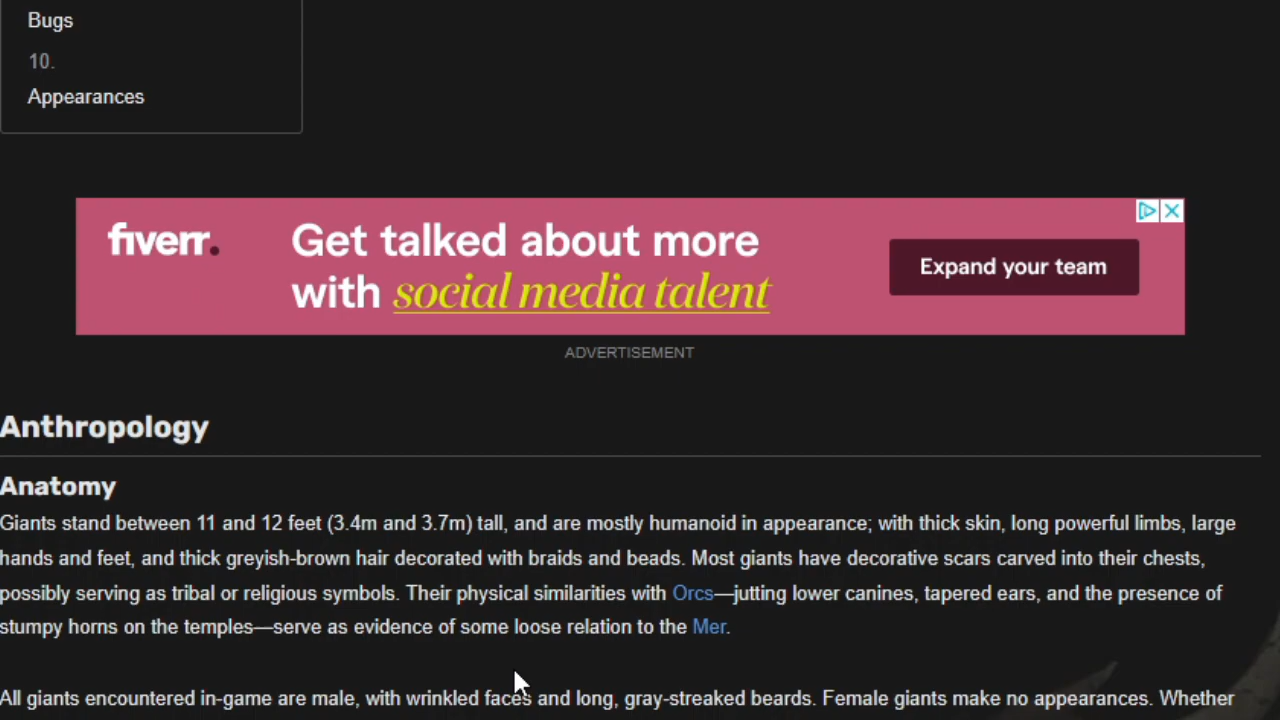 Bugs
10.
Appearances
fiverr.
Get talked about more
with social media talent
Expand your team
ADVERTISEMENT
Anthropology
Anatomy
Giants stand between 11 and 12 feet (3.4m and 3.7m) tall, and are mostly humanoid in appearance; with thick skin, long powerful limbs, large
hands and feet, and thick greyish-brown hair decorated with braids and beads. Most giants have decorative scars carved into their chests,
possibly serving as tribal or religious symbols. Their physical similarities with Orcs—jutting lower canines, tapered ears, and the presence of
stumpy horns on the temples—serve as evidence of some loose relation to the Mer.
All giants encountered in-game are male, with wrinkled faces and long, gray-streaked beards. Female giants make no appearances. Whether